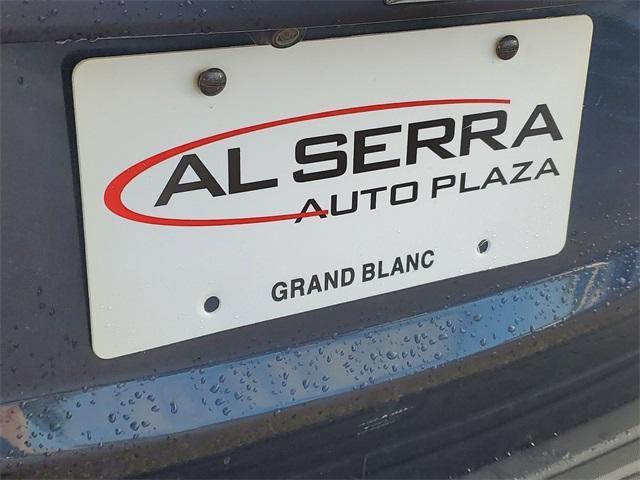 AL SERRA
AUTO PLAZA
GRAND BLANC